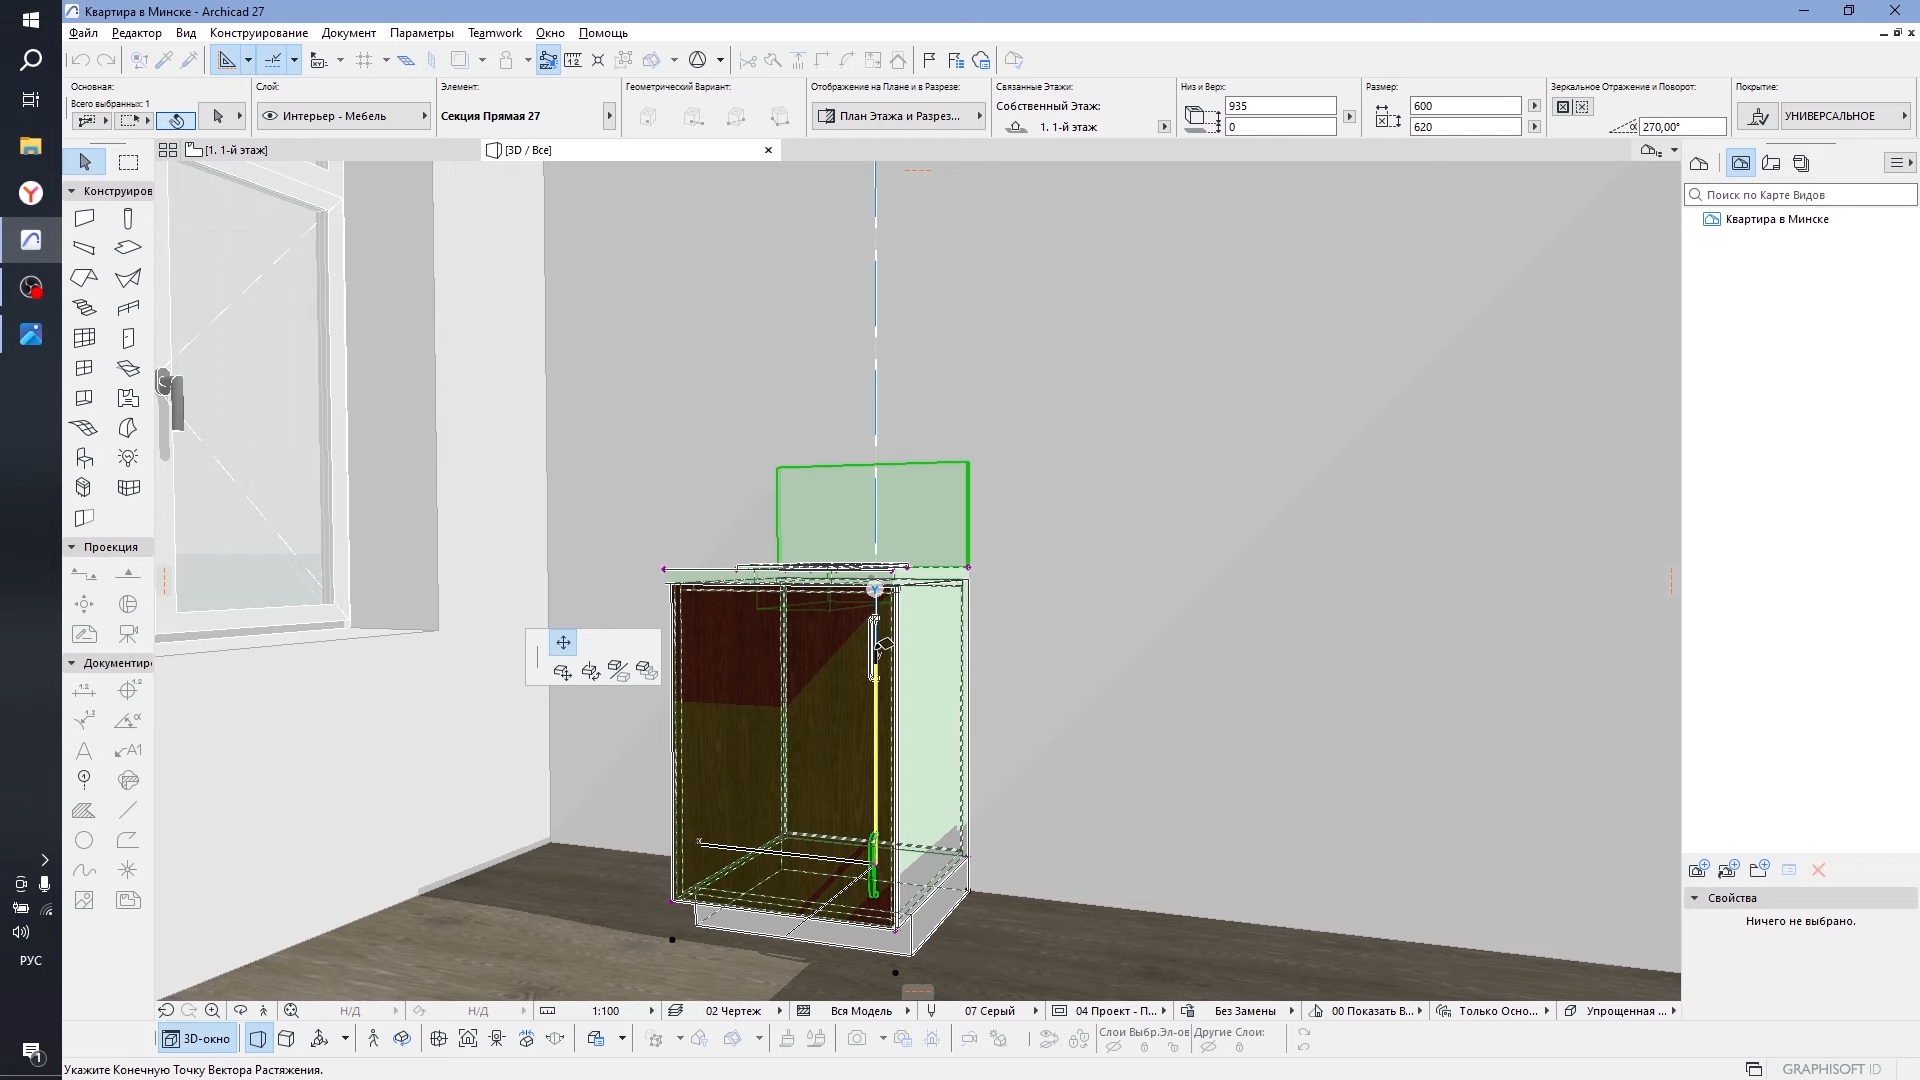 Квартира в Минске - Archicad 27
Файл Редактор Вид Конструирование Документ Параметры Teamwork Окно Помощь
Основная:
Всего выбранных: 1
Слой:
Интерьер - Мебель
Элемент:
Секция Прямая 27
Геометрический Вариант:
Отображение на Плане и в Разрезе:
План Этажа и Разрез...
Связанные Этажи:
Собственный Этаж:
1. 1-й этаж
Низ и Верх:
935
0
Размер:
600
620
Зеркальное Отражение и Поворот:
270,00°
Покрытие:
УНИВЕРСАЛЬНОЕ
[1. 1-й этаж]
[3D / Все]
Поиск по Карте Видов
Квартира в Минске
Конструиров
Проекция
Документир
Свойства
Ничего не выбрано.
РУС
Н/Д
Н/Д
1:100
02 Чертеж
Вся Модель
07 Серый
04 Проект - П...
Без Замены
00 Показать В...
Только Осно...
Упрощенная ...
3D-окно
Слои Выбр.Эл-ов
Другие Слои:
Укажите Конечную Точку Вектора Растяжения.
GRAPHISOFT ID